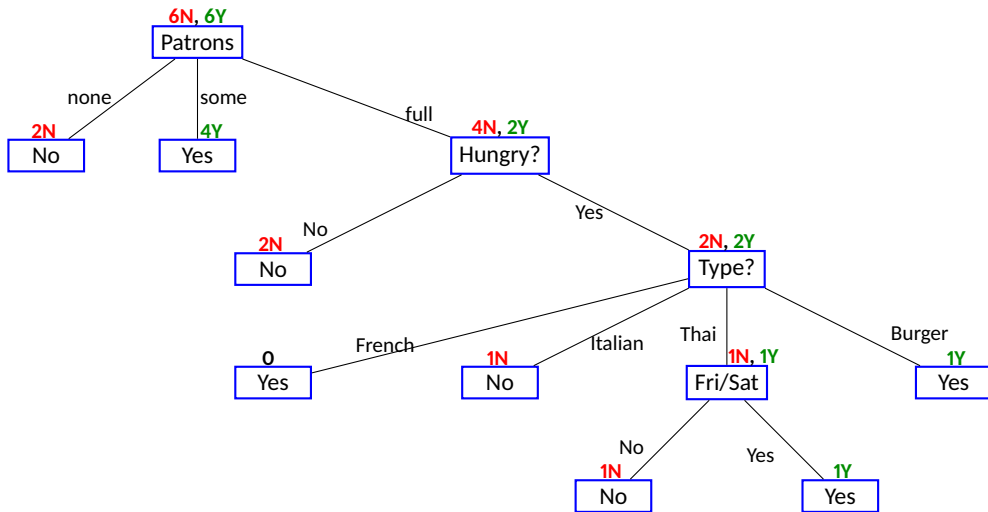 6N, 6Y
Patrons
none
some
full
2N
No
4Y
Yes
4N, 2Y
Hungry?
No
Yes
2N
No
2N, 2Y
Type?
French
Italian
Thai
Burger
0
Yes
1N
No
1N, 1Y
Fri/Sat
1Y
Yes
No
Yes
1N
No
1Y
Yes